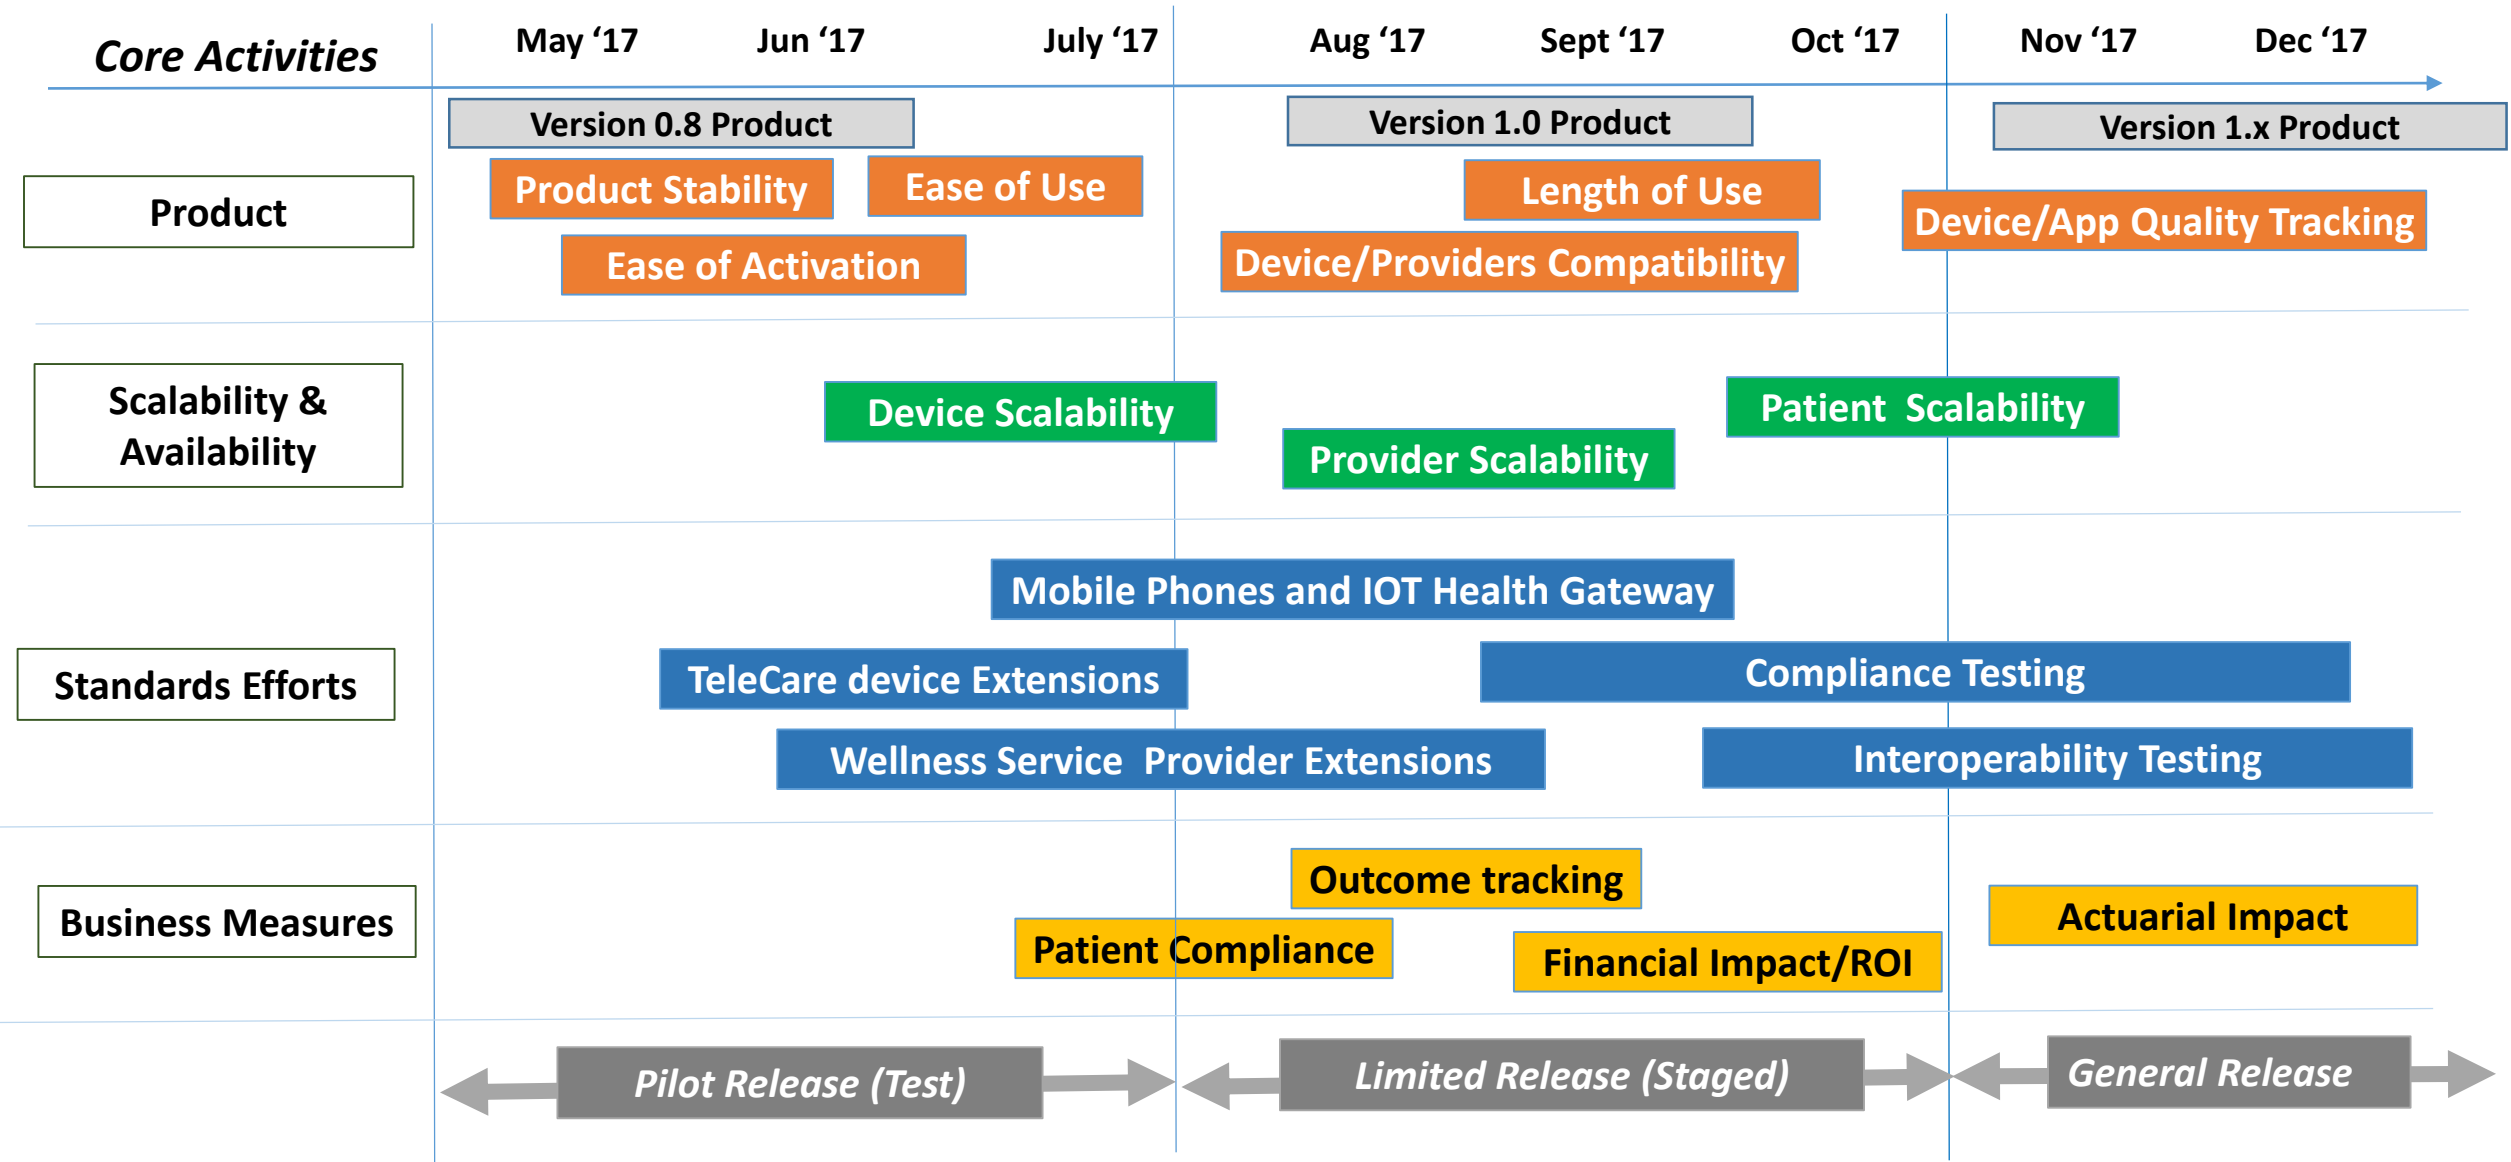 Core Activities
May ‘17
Jun ‘17
July ‘17
Aug ‘17
Sept ‘17
Oct ‘17
Nov ‘17
Dec ‘17
Version 0.8 Product
Version 1.0 Product
Version 1.x Product
Product
Product Stability
Ease of Use
Length of Use
Device/App Quality Tracking
Ease of Activation
Device/Providers Compatibility
Scalability &
Availability
Device Scalability
Patient  Scalability
Provider Scalability
Standards Efforts
Mobile Phones and IOT Health Gateway
TeleCare device Extensions
Compliance Testing
Wellness Service  Provider Extensions
Interoperability Testing
Business Measures
Outcome tracking
Actuarial Impact
Patient Compliance
Financial Impact/ROI
Pilot Release (Test)
Limited Release (Staged)
General Release